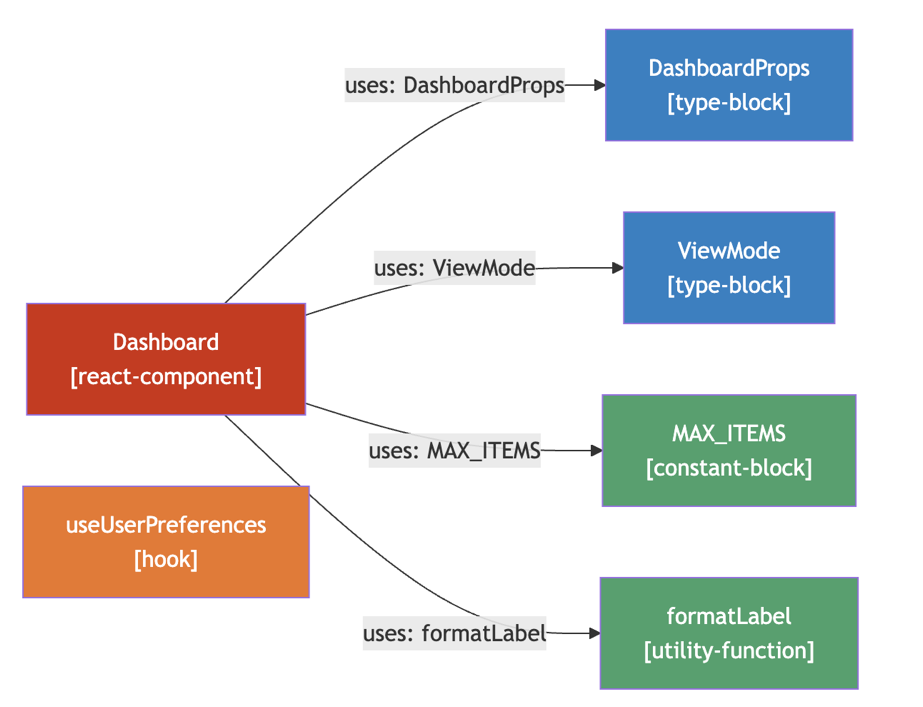 uses: DashboardProps
DashboardProps
[type-block]
uses: ViewMode
ViewMode
[type-block]
Dashboard
[react-component]
uses: MAX_ITEMS
MAX_ITEMS
[constant-block]
useUserPreferences
[hook]
uses: formatLabel
formatLabel
[utility-function]